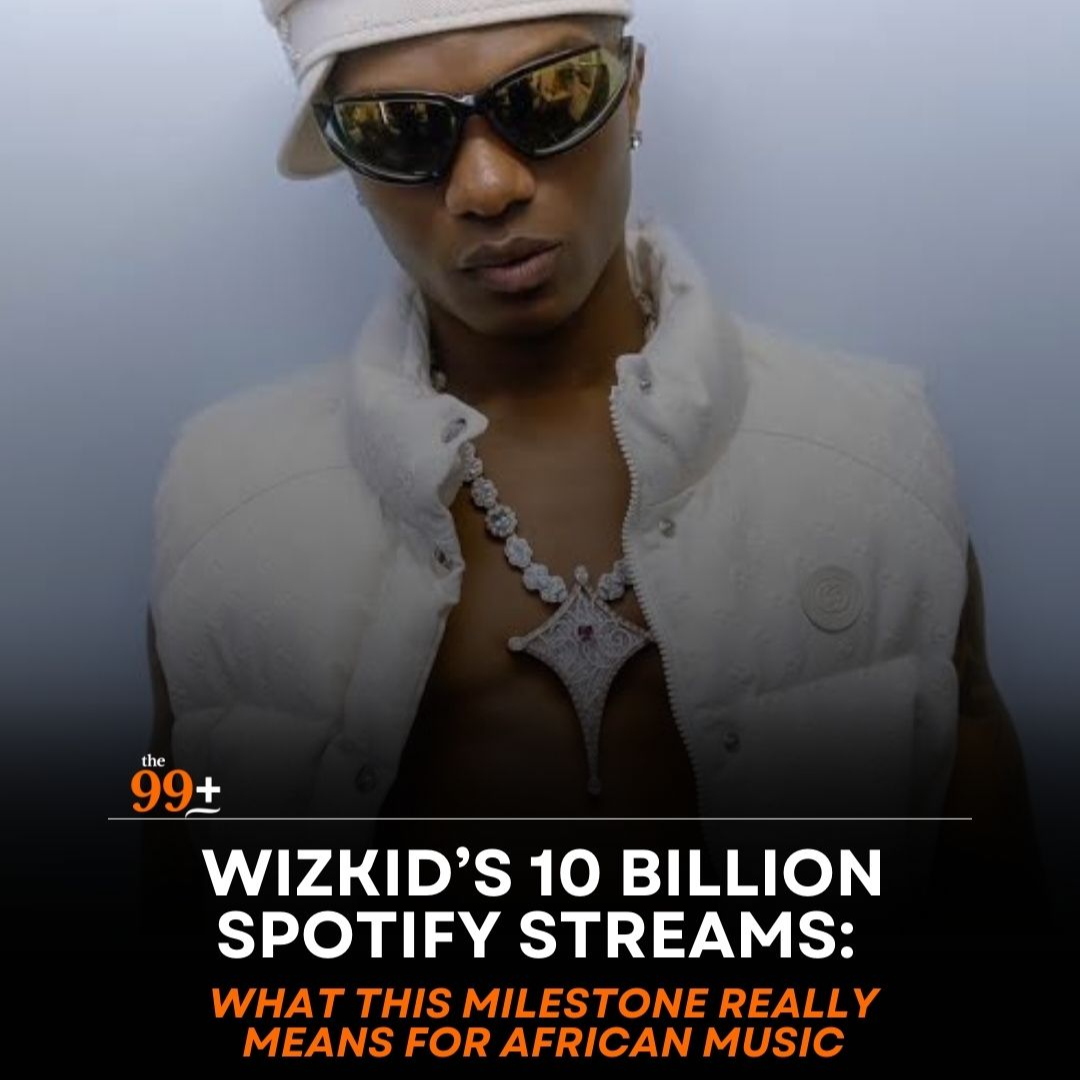 the
99+
WIZKID’S 10 BILLION
SPOTIFY STREAMS:
WHAT THIS MILESTONE REALLY
MEANS FOR AFRICAN MUSIC